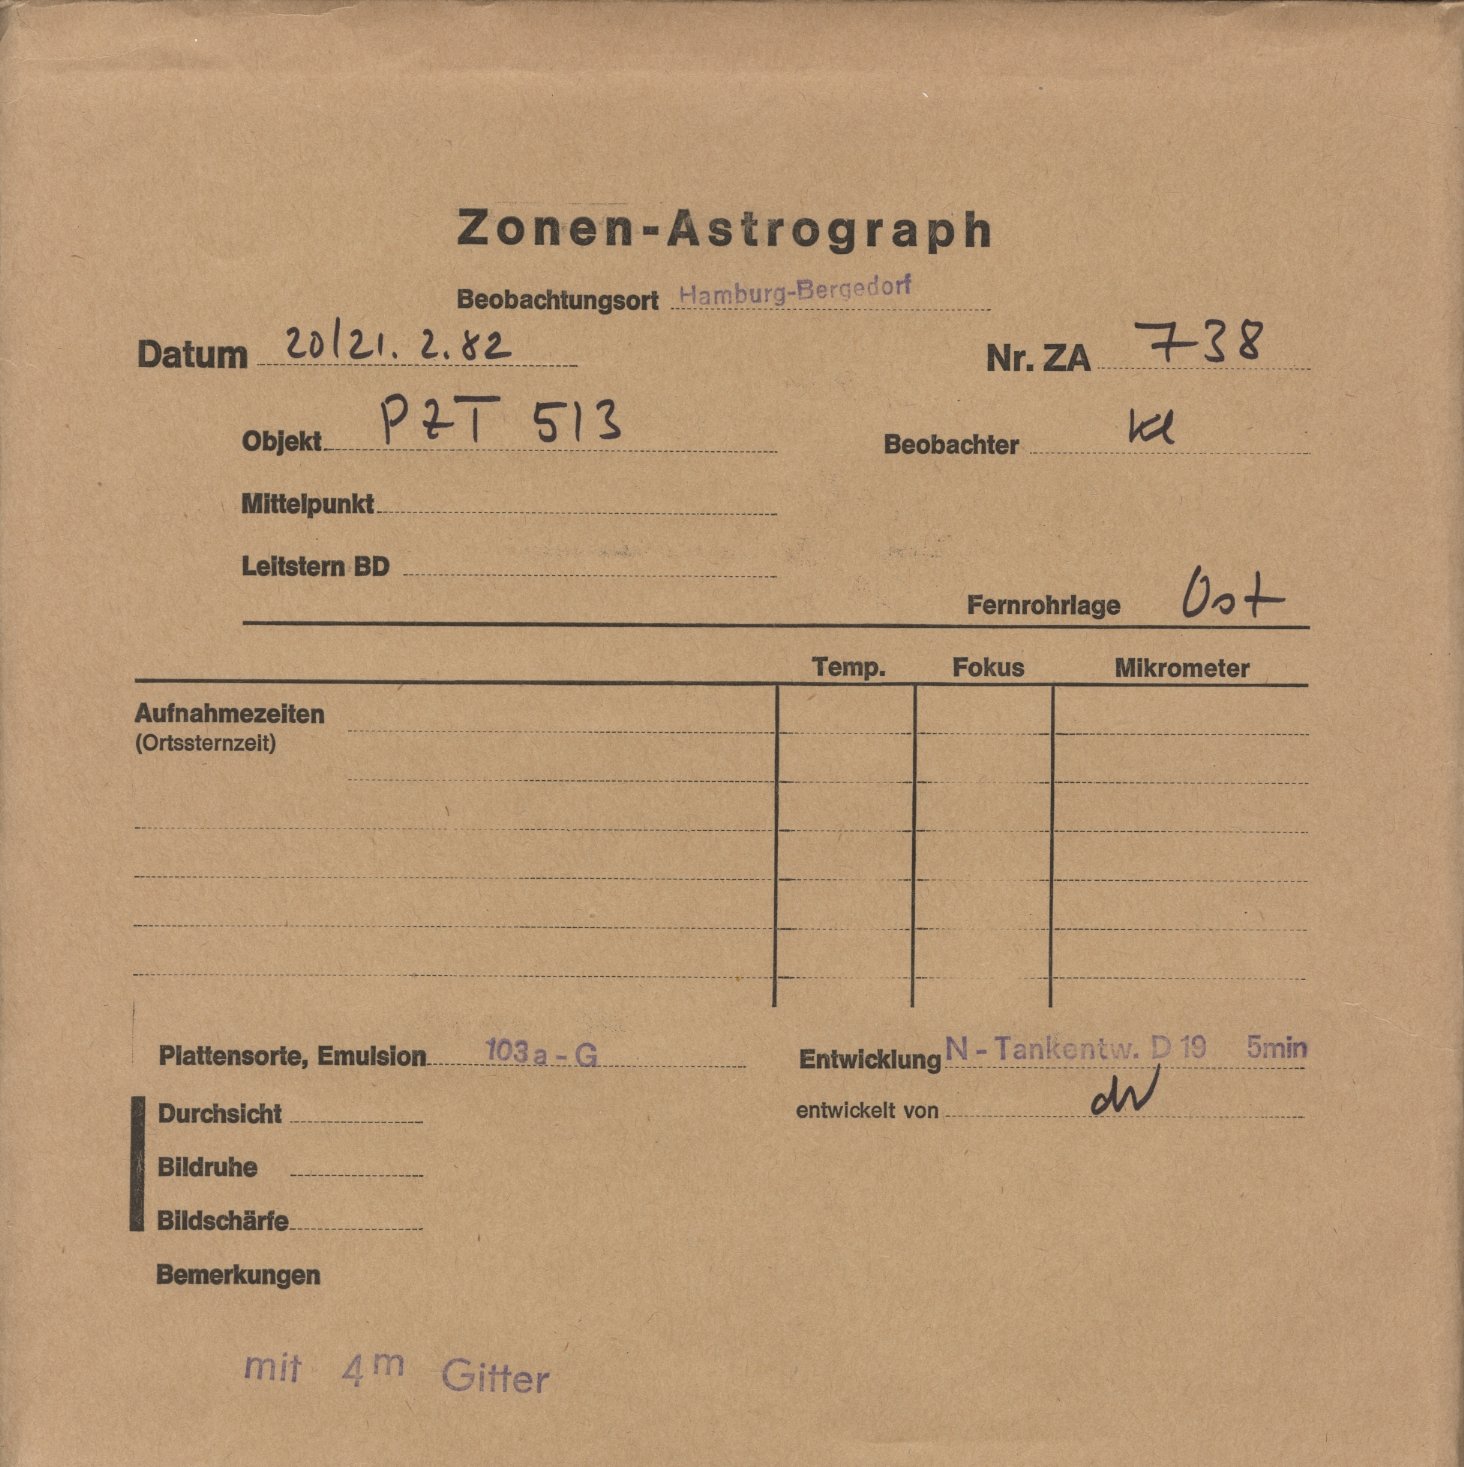 Zonen-Astrograph
Beobachtungsort Hamburg-Bergedorf
Datum 20/21. 2. 82 Nr. ZA 738
Objekt PZT 513 Beobachter Kl
Mittelpunkt
Leitstern BD
Fernrohrlage Ost
Temp. Fokus Mikrometer
Aufnahmezeiten
(Ortssternzeit)
Plattensorte, Emulsion 103a-G Entwicklung N-Tankentw. D 19 5min
Durchsicht entwickelt von
Bildruhe
Bildschärfe
Bemerkungen
mit 4m Gitter